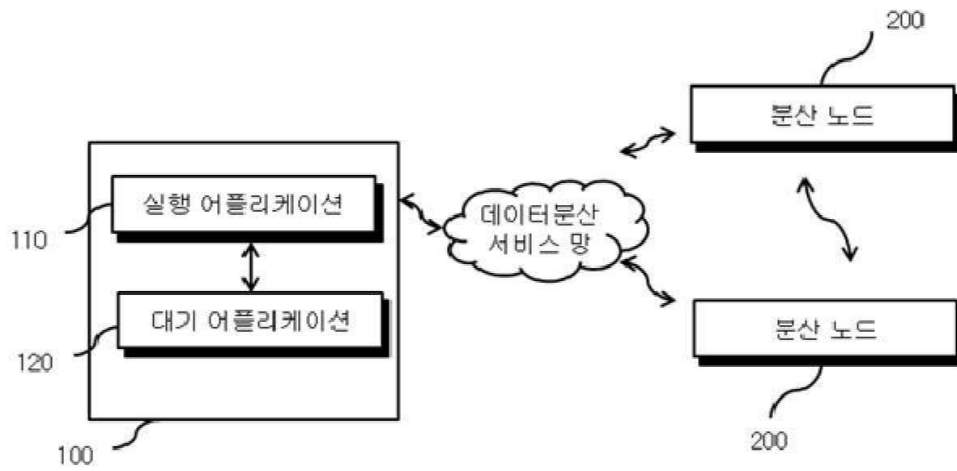 200
분산 노드
실행 어플리케이션
110
데이터분산
서비스 망
대기 어플리케이션
120
분산 노드
200
100